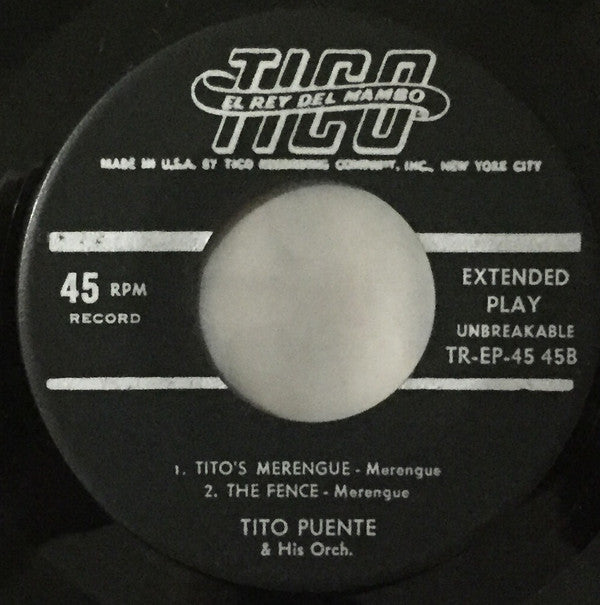 TICO
EL REY DEL MAMBO
MADE IN U.S.A. BY TICO RECORDING COMPANY, INC., NEW YORK CITY
45 RPM
RECORD
EXTENDED
PLAY
UNBREAKABLE
TR-EP-45 45B
1. TITO'S MERENGUE - Merengue
2. THE FENCE - Merengue
TITO PUENTE
& His Orch.